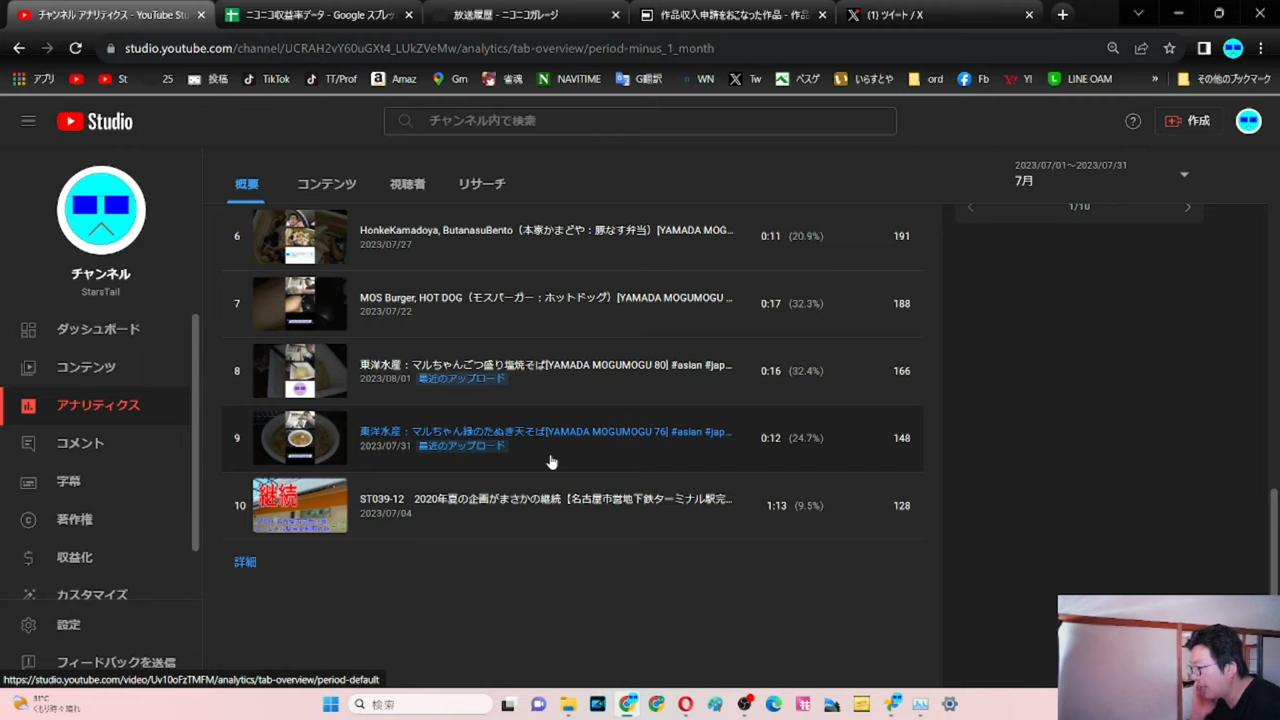 チャンネル アナリティクス - YouTube Stu
ニコニコ収益率データ - Google スプレッ
放送履歴 - ニコニコガレージ
作品収入申請をおこなった作品 - 作品
(1) ツイート / X
studio.youtube.com/channel/UCRAH2vY60uGXt4_LUkZVeMw/analytics/tab-overview/period-minus_1_month
アプリ St 25 投稿 TikTok TT/Prof Amaz Gm 雀魂 NAVITIME G翻訳 WN Tw ベスゲ いらすとや ord Fb Y! LINE OAM » その他のブックマーク
Studio
チャンネル内で検索
作成
概要 コンテンツ 視聴者 リサーチ
2023/07/01～2023/07/31
7月
チャンネル
StarsTail
ダッシュボード
コンテンツ
アナリティクス
コメント
字幕
著作権
収益化
カスタマイズ
設定
フィードバックを送信
1/10
6 HonkeKamadoya, ButanasuBento（本家かまどや：豚なす弁当）[YAMADA MOG... 0:11 (20.9%) 191
2023/07/27
7 MOS Burger, HOT DOG（モスバーガー：ホットドッグ）[YAMADA MOGUMOGU ... 0:17 (32.3%) 188
2023/07/22
8 東洋水産：マルちゃんごつ盛り塩焼そば[YAMADA MOGUMOGU 80] #asian #jap... 0:16 (32.4%) 166
2023/08/01 最近のアップロード
9 東洋水産：マルちゃん緑のたぬき天そば[YAMADA MOGUMOGU 76] #asian #jap... 0:12 (24.7%) 148
2023/07/31 最近のアップロード
継続
10 ST039-12 2020年夏の企画がまさかの継続【名古屋市営地下鉄ターミナル駅完... 1:13 (9.5%) 128
2023/07/04
詳細
https://studio.youtube.com/video/Uv10oFzTMFM/analytics/tab-overview/period-default
31°C
くもり時々晴れ
検索